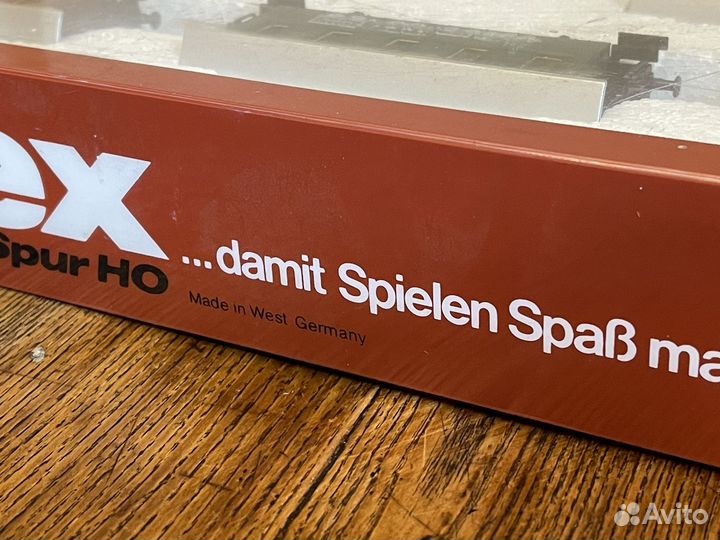 ex
Spur HO
...damit Spielen Spaß ma
Made in West Germany
Avito